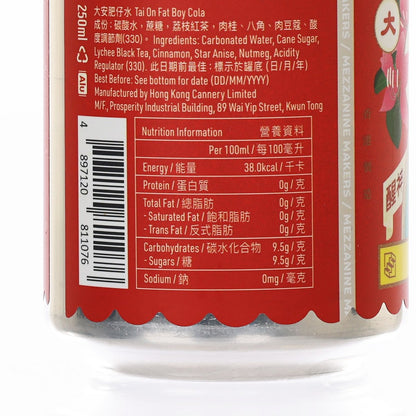 大安肥仔水 Tai On Fat Boy Cola
成份：碳酸水、蔗糖，荔枝紅茶，肉桂，八角、肉豆蔻、酸
度調節劑(330)。 Ingredients: Carbonated Water, Cane Sugar,
Lychee Black Tea, Cinnamon, Star Anise, Nutmeg, Acidity
Regulator (330). 此日期前最佳：標示於罐底 (日/月/年)
Best Before: See bottom for date (DD/MM/YYYY)
Manufactured by Hong Kong Cannery Limited
M/F., Prosperity Industrial Building, 89 Wai Yip Street, Kwun Tong
250ml
Alu
Nutrition Information 營養資料
Per 100ml/每100毫升
Energy/能量 38.0kcal/千卡
Protein/蛋白質 0g/克
Total Fat/總脂肪 0g/克
- Saturated Fat/飽和脂肪 0g/克
- Trans Fat/反式脂肪 0g/克
Carbohydrates/碳水化合物 9.5g/克
- Sugars/糖 9.5g/克
Sodium/鈉 0mg/毫克
4 897120 811076
MAKERS/ MEZZANINE MAKERS/ MEZZANINE MA
大
醒